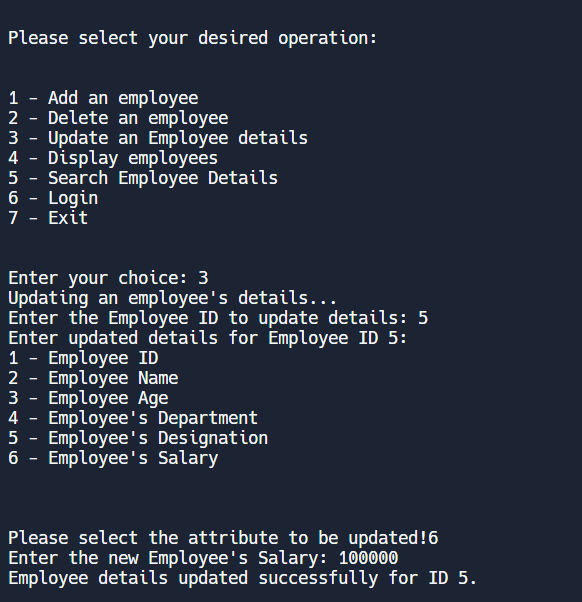 Please select your desired operation:
1 - Add an employee
2 - Delete an employee
3 - Update an Employee details
4 - Display employees
5 - Search Employee Details
6 - Login
7 - Exit
Enter your choice: 3
Updating an employee's details...
Enter the Employee ID to update details: 5
Enter updated details for Employee ID 5:
1 - Employee ID
2 - Employee Name
3 - Employee Age
4 - Employee's Department
5 - Employee's Designation
6 - Employee's Salary
Please select the attribute to be updated!6
Enter the new Employee's Salary: 100000
Employee details updated successfully for ID 5.